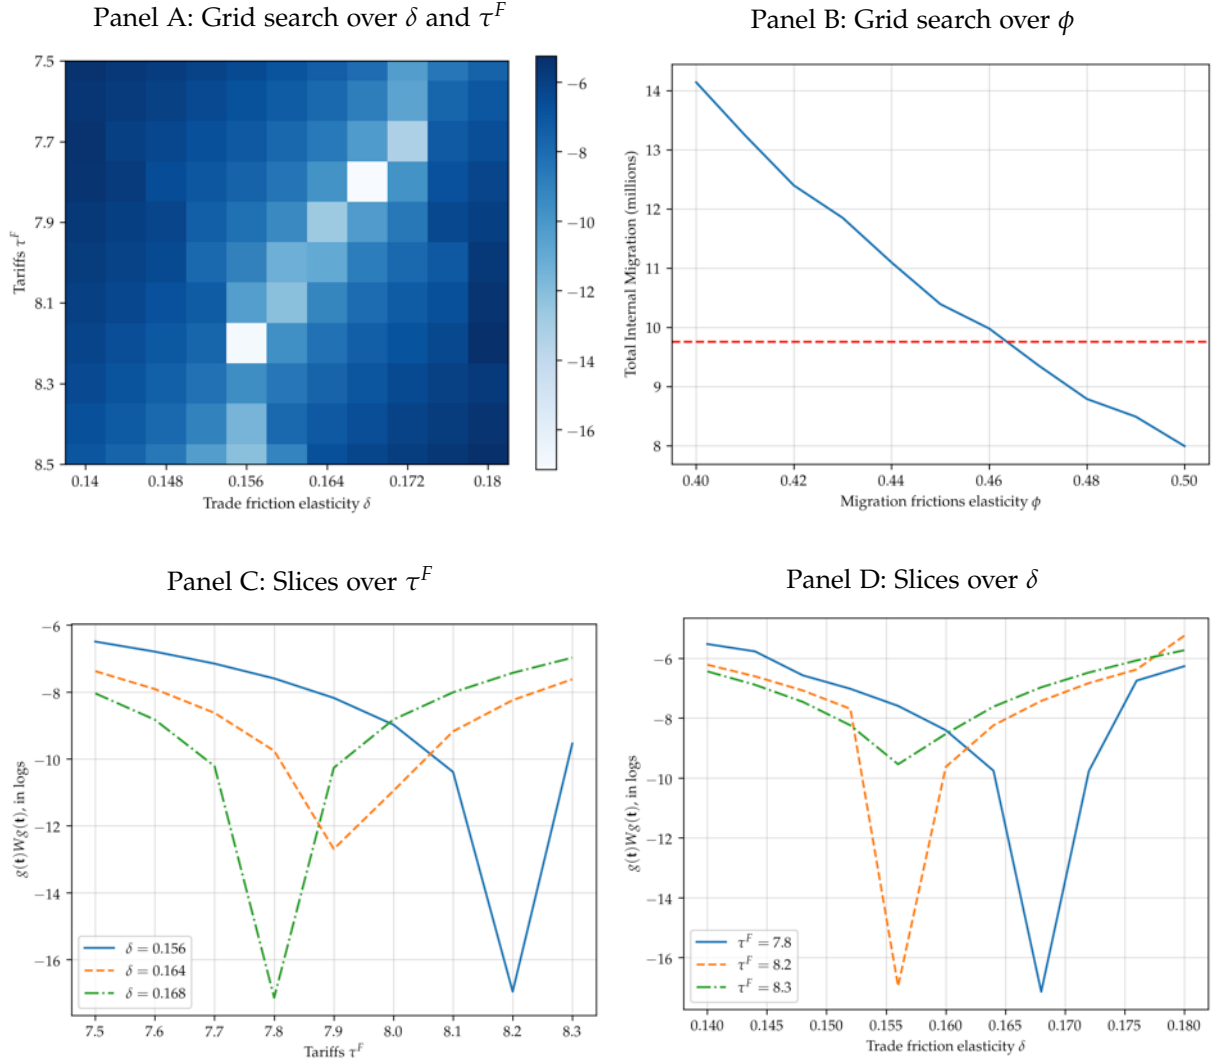 Panel A: Grid search over δ and τ^F
Panel B: Grid search over ϕ
7.5
7.7
7.9
8.1
8.3
8.5
Tariffs τ^F
0.14 0.148 0.156 0.164 0.172 0.18
Trade friction elasticity δ
−6
−8
−10
−12
−14
−16
14
13
12
11
10
9
8
Total Internal Migration (millions)
0.40 0.42 0.44 0.46 0.48 0.50
Migration frictions elasticity ϕ
Panel C: Slices over τ^F
Panel D: Slices over δ
−6
−8
−10
−12
−14
−16
g(t)Wg(t), in logs
δ = 0.156
δ = 0.164
δ = 0.168
7.5 7.6 7.7 7.8 7.9 8.0 8.1 8.2 8.3
Tariffs τ^F
−6
−8
−10
−12
−14
−16
g(t)Wg(t), in logs
τ^F = 7.8
τ^F = 8.2
τ^F = 8.3
0.140 0.145 0.150 0.155 0.160 0.165 0.170 0.175 0.180
Trade friction elasticity δ